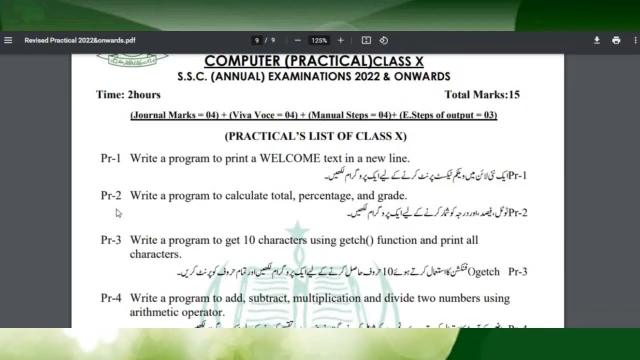 Revised Practical 2022&onwards.pdf
9 / 9
125%
COMPUTER (PRACTICAL)CLASS X
S.S.C. (ANNUAL) EXAMINATIONS 2022 & ONWARDS
Time: 2hours Total Marks:15
(Journal Marks = 04) + (Viva Voce = 04) + (Manual Steps = 04)+ (E.Steps of output = 03)
(PRACTICAL'S LIST OF CLASS X)
Pr-1 Write a program to print a WELCOME text in a new line.
Pr-1 ایک نئی لائن میں ویلکم ٹیکسٹ پرنٹ کرنے کے لیے ایک پروگرام لکھیں۔
Pr-2 Write a program to calculate total, percentage, and grade.
Pr-2 ٹوٹل، فیصد، اور درجہ کو شمار کرنے کے لیے ایک پروگرام لکھیں۔
Pr-3 Write a program to get 10 characters using getch() function and print all
characters.
Pr-3 getch() فنکشن کا استعمال کرتے ہوئے 10 حروف حاصل کرنے کے لیے ایک پروگرام لکھیں اور تمام حروف کو پرنٹ کریں۔
Pr-4 Write a program to add, subtract, multiplication and divide two numbers using
arithmetic operator.